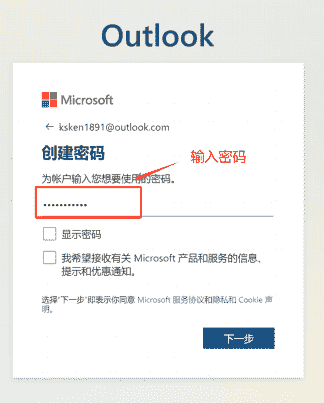 Outlook
Microsoft
← ksken1891@outlook.com
创建密码
输入密码
为帐户输入您想要使用的密码。
•••••••••••
显示密码
我希望接收有关 Microsoft 产品和服务的信息、
提示和优惠通知。
选择"下一步"即表示你同意 Microsoft 服务协议和隐私和 Cookie 声
明。
下一步